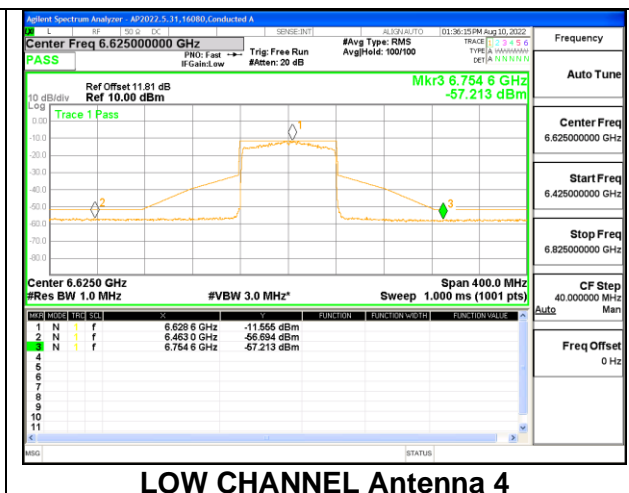 Agilent Spectrum Analyzer - AP2022.5.31,16080,Conducted A
L RF 50 Ω DC SENSE:INT ALIGNAUTO 01:36:15PM Aug 10, 2022
Center Freq 6.625000000 GHz
PASS
PNO: Fast
IFGain:Low
Trig: Free Run
#Atten: 20 dB
#Avg Type: RMS
Avg|Hold: 100/100
TRACE 1 2 3 4 5 6
TYPE A WWWWW
DET A N N N N N
Frequency
Auto Tune
Center Freq
6.625000000 GHz
Start Freq
6.425000000 GHz
Stop Freq
6.825000000 GHz
CF Step
40.000000 MHz
Auto Man
Freq Offset
0 Hz
Ref Offset 11.81 dB
10 dB/div Ref 10.00 dBm
Mkr3 6.754 6 GHz
-57.213 dBm
Log
Trace 1 Pass
0.00
-10.0
-20.0
-30.0
-40.0
-50.0
-60.0
-70.0
-80.0
1
2
3
Center 6.6250 GHz Span 400.0 MHz
#Res BW 1.0 MHz #VBW 3.0 MHz* Sweep 1.000 ms (1001 pts)
MKR MODE TRC SCL X Y FUNCTION FUNCTION WIDTH FUNCTION VALUE
1 N 1 f 6.628 6 GHz -11.555 dBm
2 N 1 f 6.463 0 GHz -56.694 dBm
3 N 1 f 6.754 6 GHz -57.213 dBm
4
5
6
7
8
9
10
11
MSG STATUS
LOW CHANNEL Antenna 4